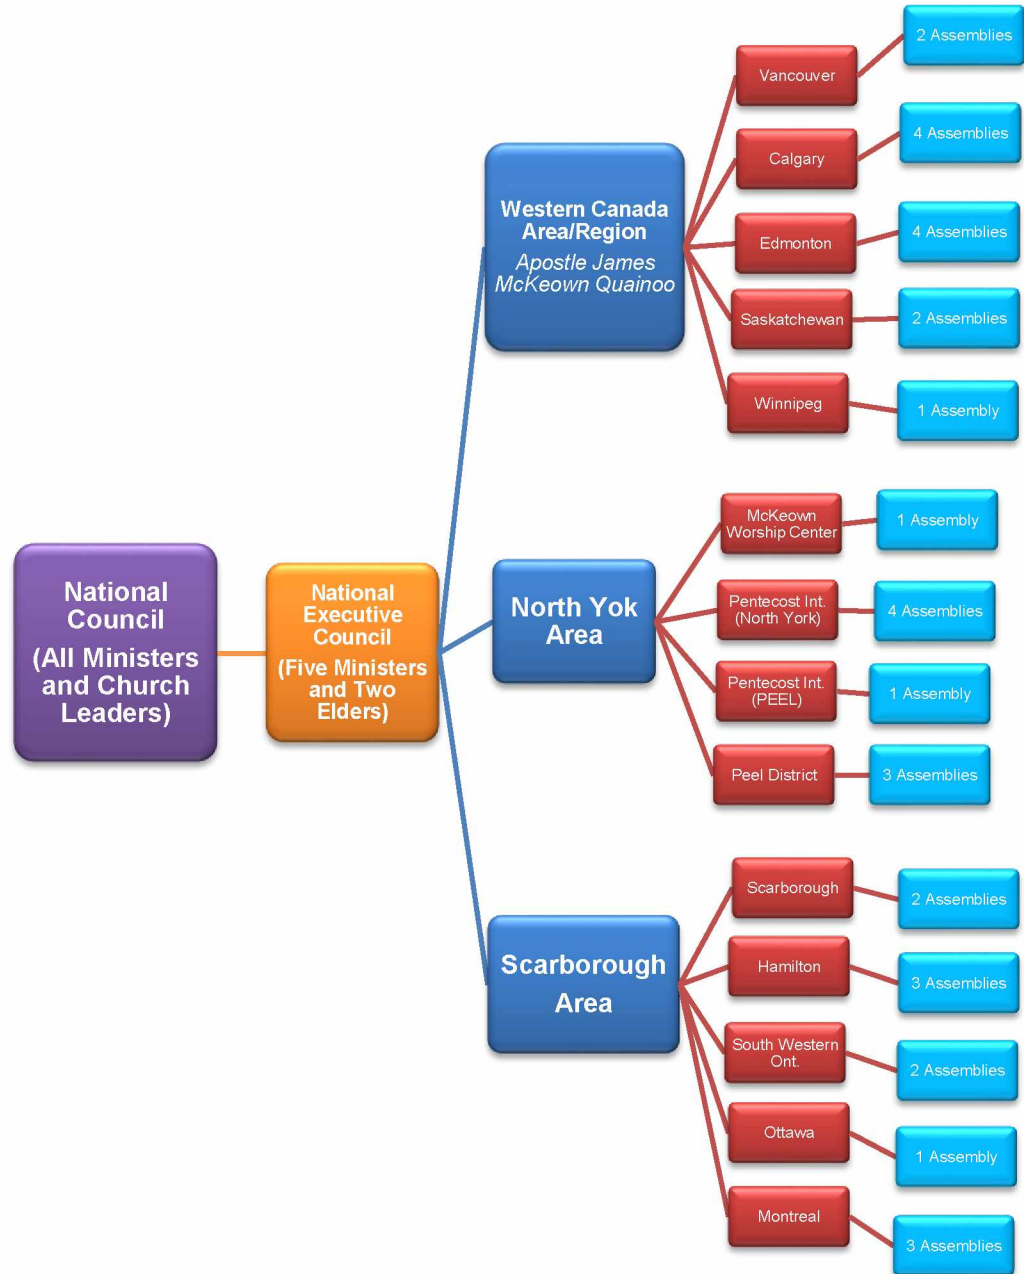 National
Council
(All Ministers
and Church
Leaders)
National
Executive
Council
(Five Ministers
and Two
Elders)
Western Canada
Area/Region
Apostle James
McKeown Quainoo
Vancouver
2 Assemblies
Calgary
4 Assemblies
Edmonton
4 Assemblies
Saskatchewan
2 Assemblies
Winnipeg
1 Assembly
North Yok
Area
McKeown
Worship Center
1 Assembly
Pentecost Int.
(North York)
4 Assemblies
Pentecost Int.
(PEEL)
1 Assembly
Peel District
3 Assemblies
Scarborough
Area
Scarborough
2 Assemblies
Hamilton
3 Assemblies
South Western
Ont.
2 Assemblies
Ottawa
1 Assembly
Montreal
3 Assemblies